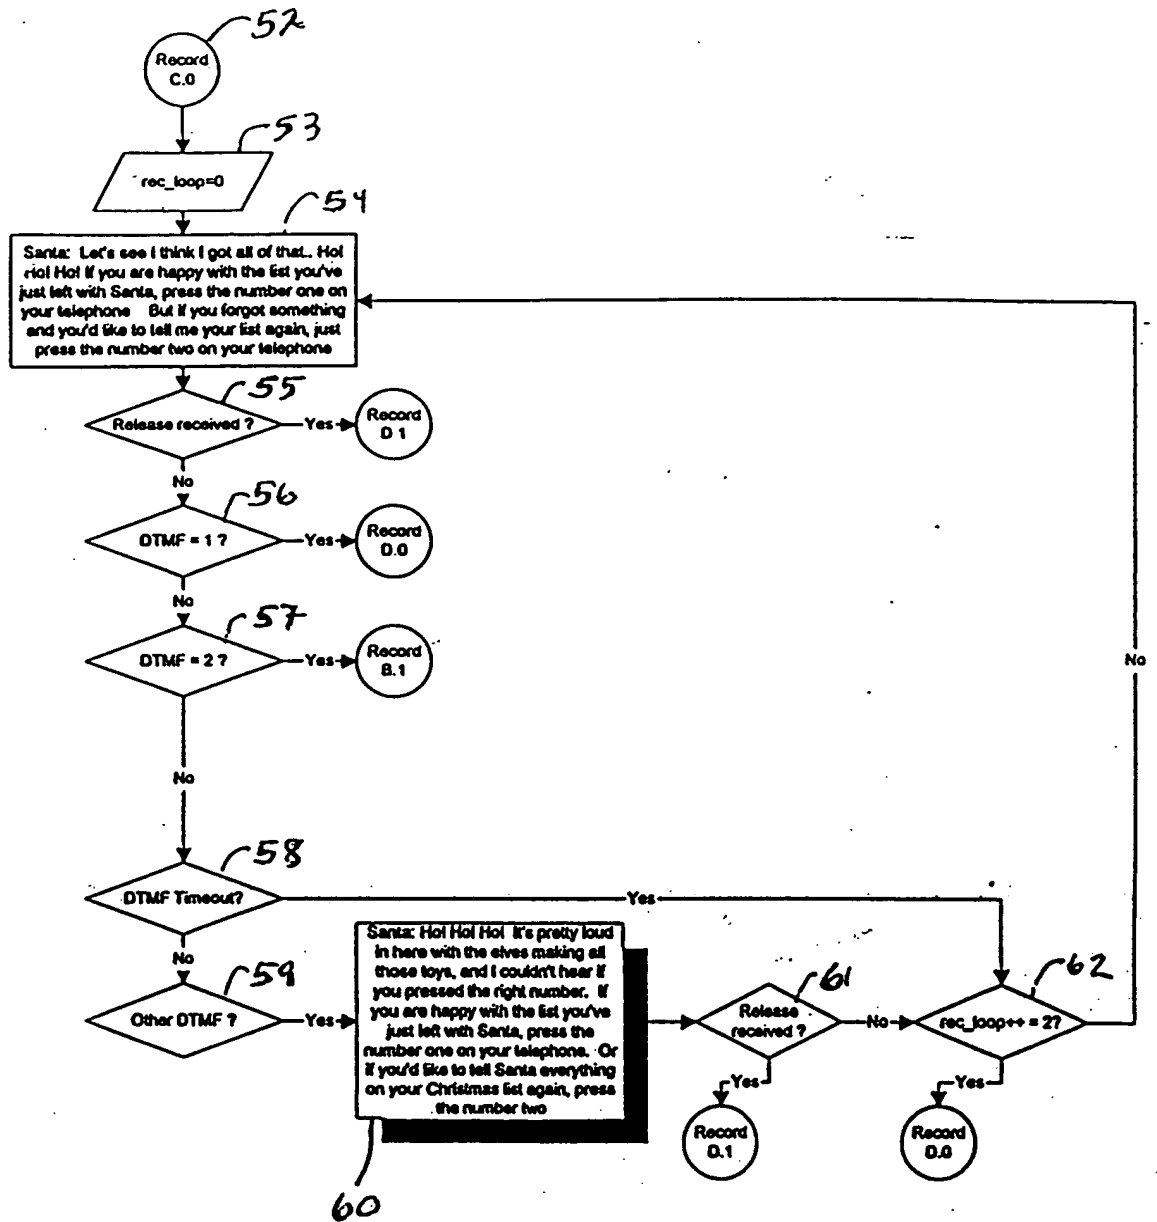 52
Record
C.0
53
rec_loop=0
54
Santa: Let's see I think I got all of that.. Ho!
Ho! Ho! If you are happy with the list you've
just left with Santa, press the number one on
your telephone But if you forgot something
and you'd like to tell me your list again, just
press the number two on your telephone
55
Release received ?
Yes
Record
D 1
No
56
DTMF = 1 ?
Yes
Record
D.0
No
57
DTMF = 2 ?
Yes
Record
B.1
No
No
58
DTMF Timeout?
Yes
No
59
Other DTMF ?
Yes
Santa: Ho! Ho! Ho! It's pretty loud
in here with the elves making all
those toys, and I couldn't hear if
you pressed the right number. If
you are happy with the list you've
just left with Santa, press the
number one on your telephone. Or
if you'd like to tell Santa everything
on your Christmas list again, press
the number two
60
61
Release
received ?
No
62
rec_loop++ = 2?
Yes
Record
D.1
Yes
Record
D.0